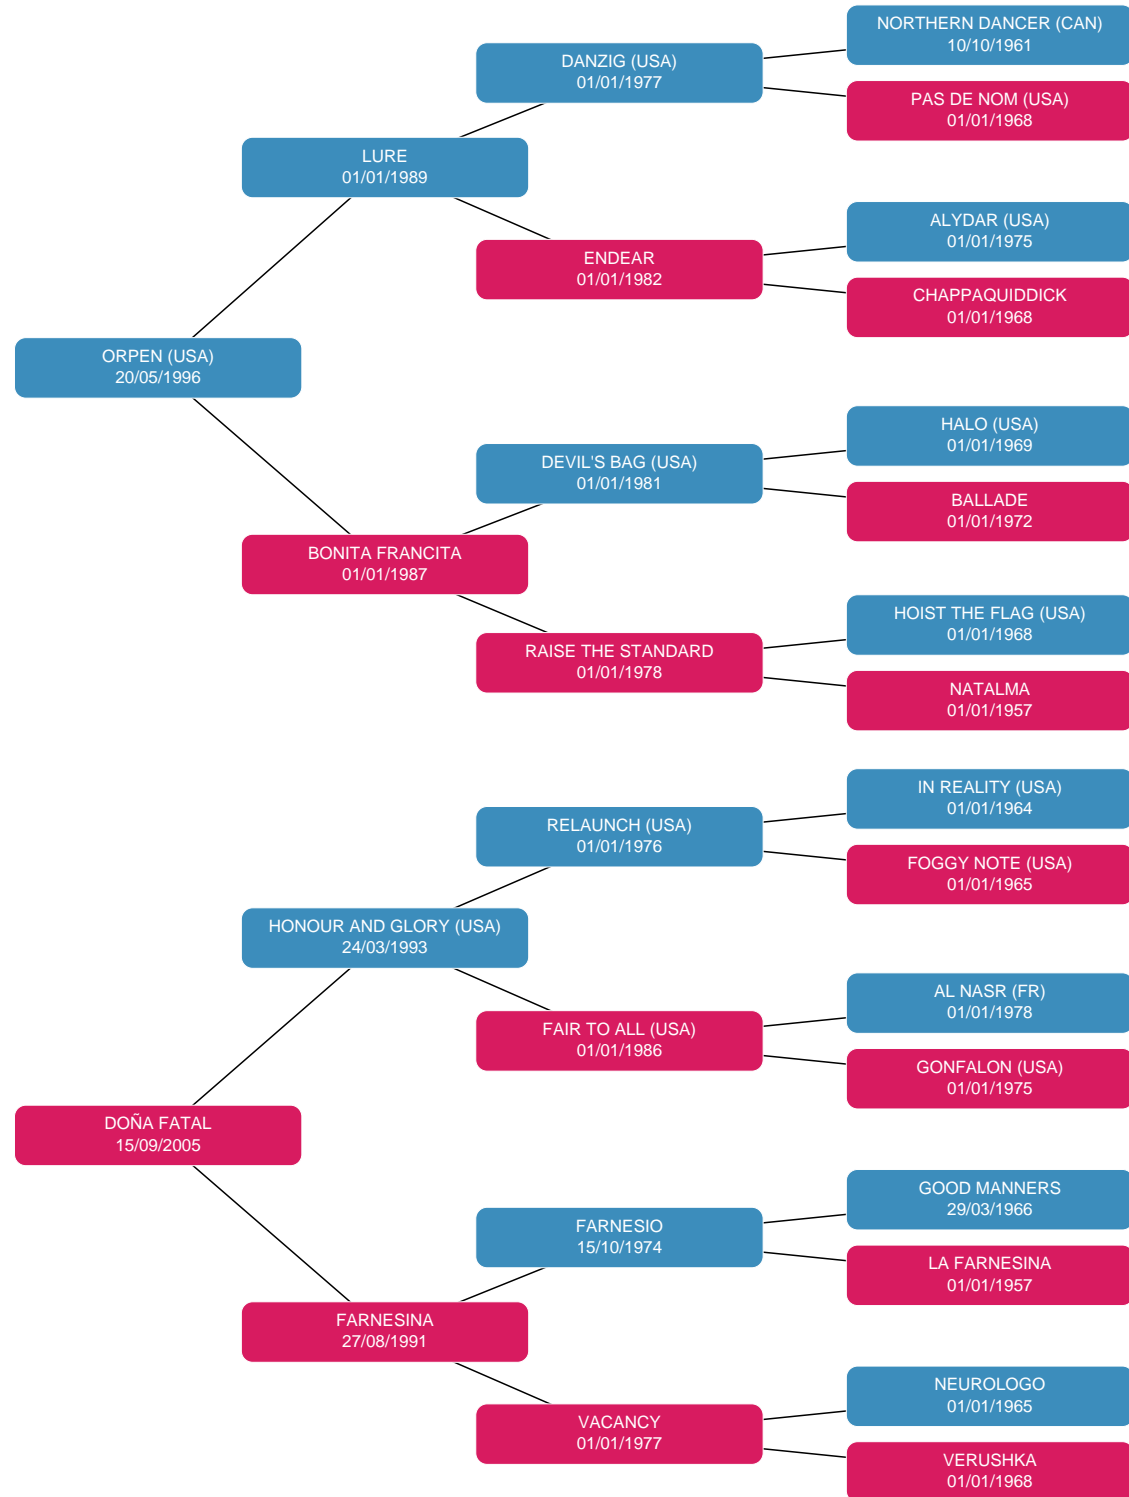 NORTHERN DANCER (CAN)
10/10/1961
DANZIG (USA)
01/01/1977
PAS DE NOM (USA)
01/01/1968
LURE
01/01/1989
ALYDAR (USA)
01/01/1975
ENDEAR
01/01/1982
CHAPPAQUIDDICK
01/01/1968
ORPEN (USA)
20/05/1996
HALO (USA)
01/01/1969
DEVIL'S BAG (USA)
01/01/1981
BALLADE
01/01/1972
BONITA FRANCITA
01/01/1987
HOIST THE FLAG (USA)
01/01/1968
RAISE THE STANDARD
01/01/1978
NATALMA
01/01/1957
IN REALITY (USA)
01/01/1964
RELAUNCH (USA)
01/01/1976
FOGGY NOTE (USA)
01/01/1965
HONOUR AND GLORY (USA)
24/03/1993
AL NASR (FR)
01/01/1978
FAIR TO ALL (USA)
01/01/1986
GONFALON (USA)
01/01/1975
DOÑA FATAL
15/09/2005
GOOD MANNERS
29/03/1966
FARNESIO
15/10/1974
LA FARNESINA
01/01/1957
FARNESINA
27/08/1991
NEUROLOGO
01/01/1965
VACANCY
01/01/1977
VERUSHKA
01/01/1968